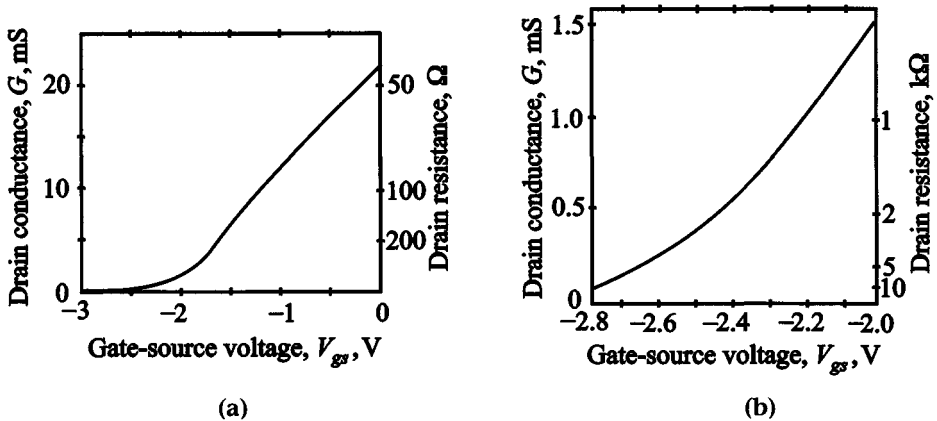 Drain conductance, G, mS
20
10
0
−3
−2
−1
0
50
100
200
Drain resistance, Ω
Gate-source voltage, Vgs, V
(a)
Drain conductance, G, mS
1.5
1.0
0.5
0
−2.8
−2.6
−2.4
−2.2
−2.0
1
2
5
10
Drain resistance, kΩ
Gate-source voltage, Vgs, V
(b)